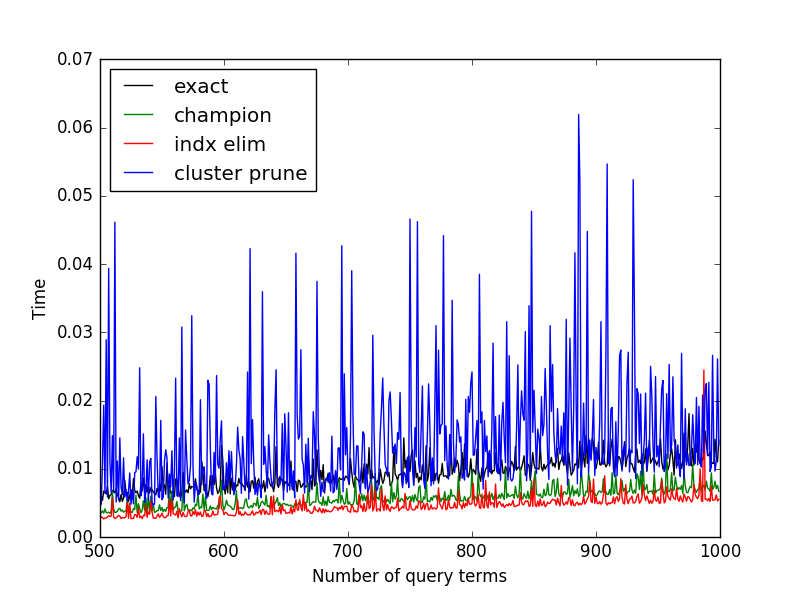 0.07
0.06
0.05
0.04
0.03
0.02
0.01
0.00
Time
exact
champion
indx elim
cluster prune
500 600 700 800 900 1000
Number of query terms